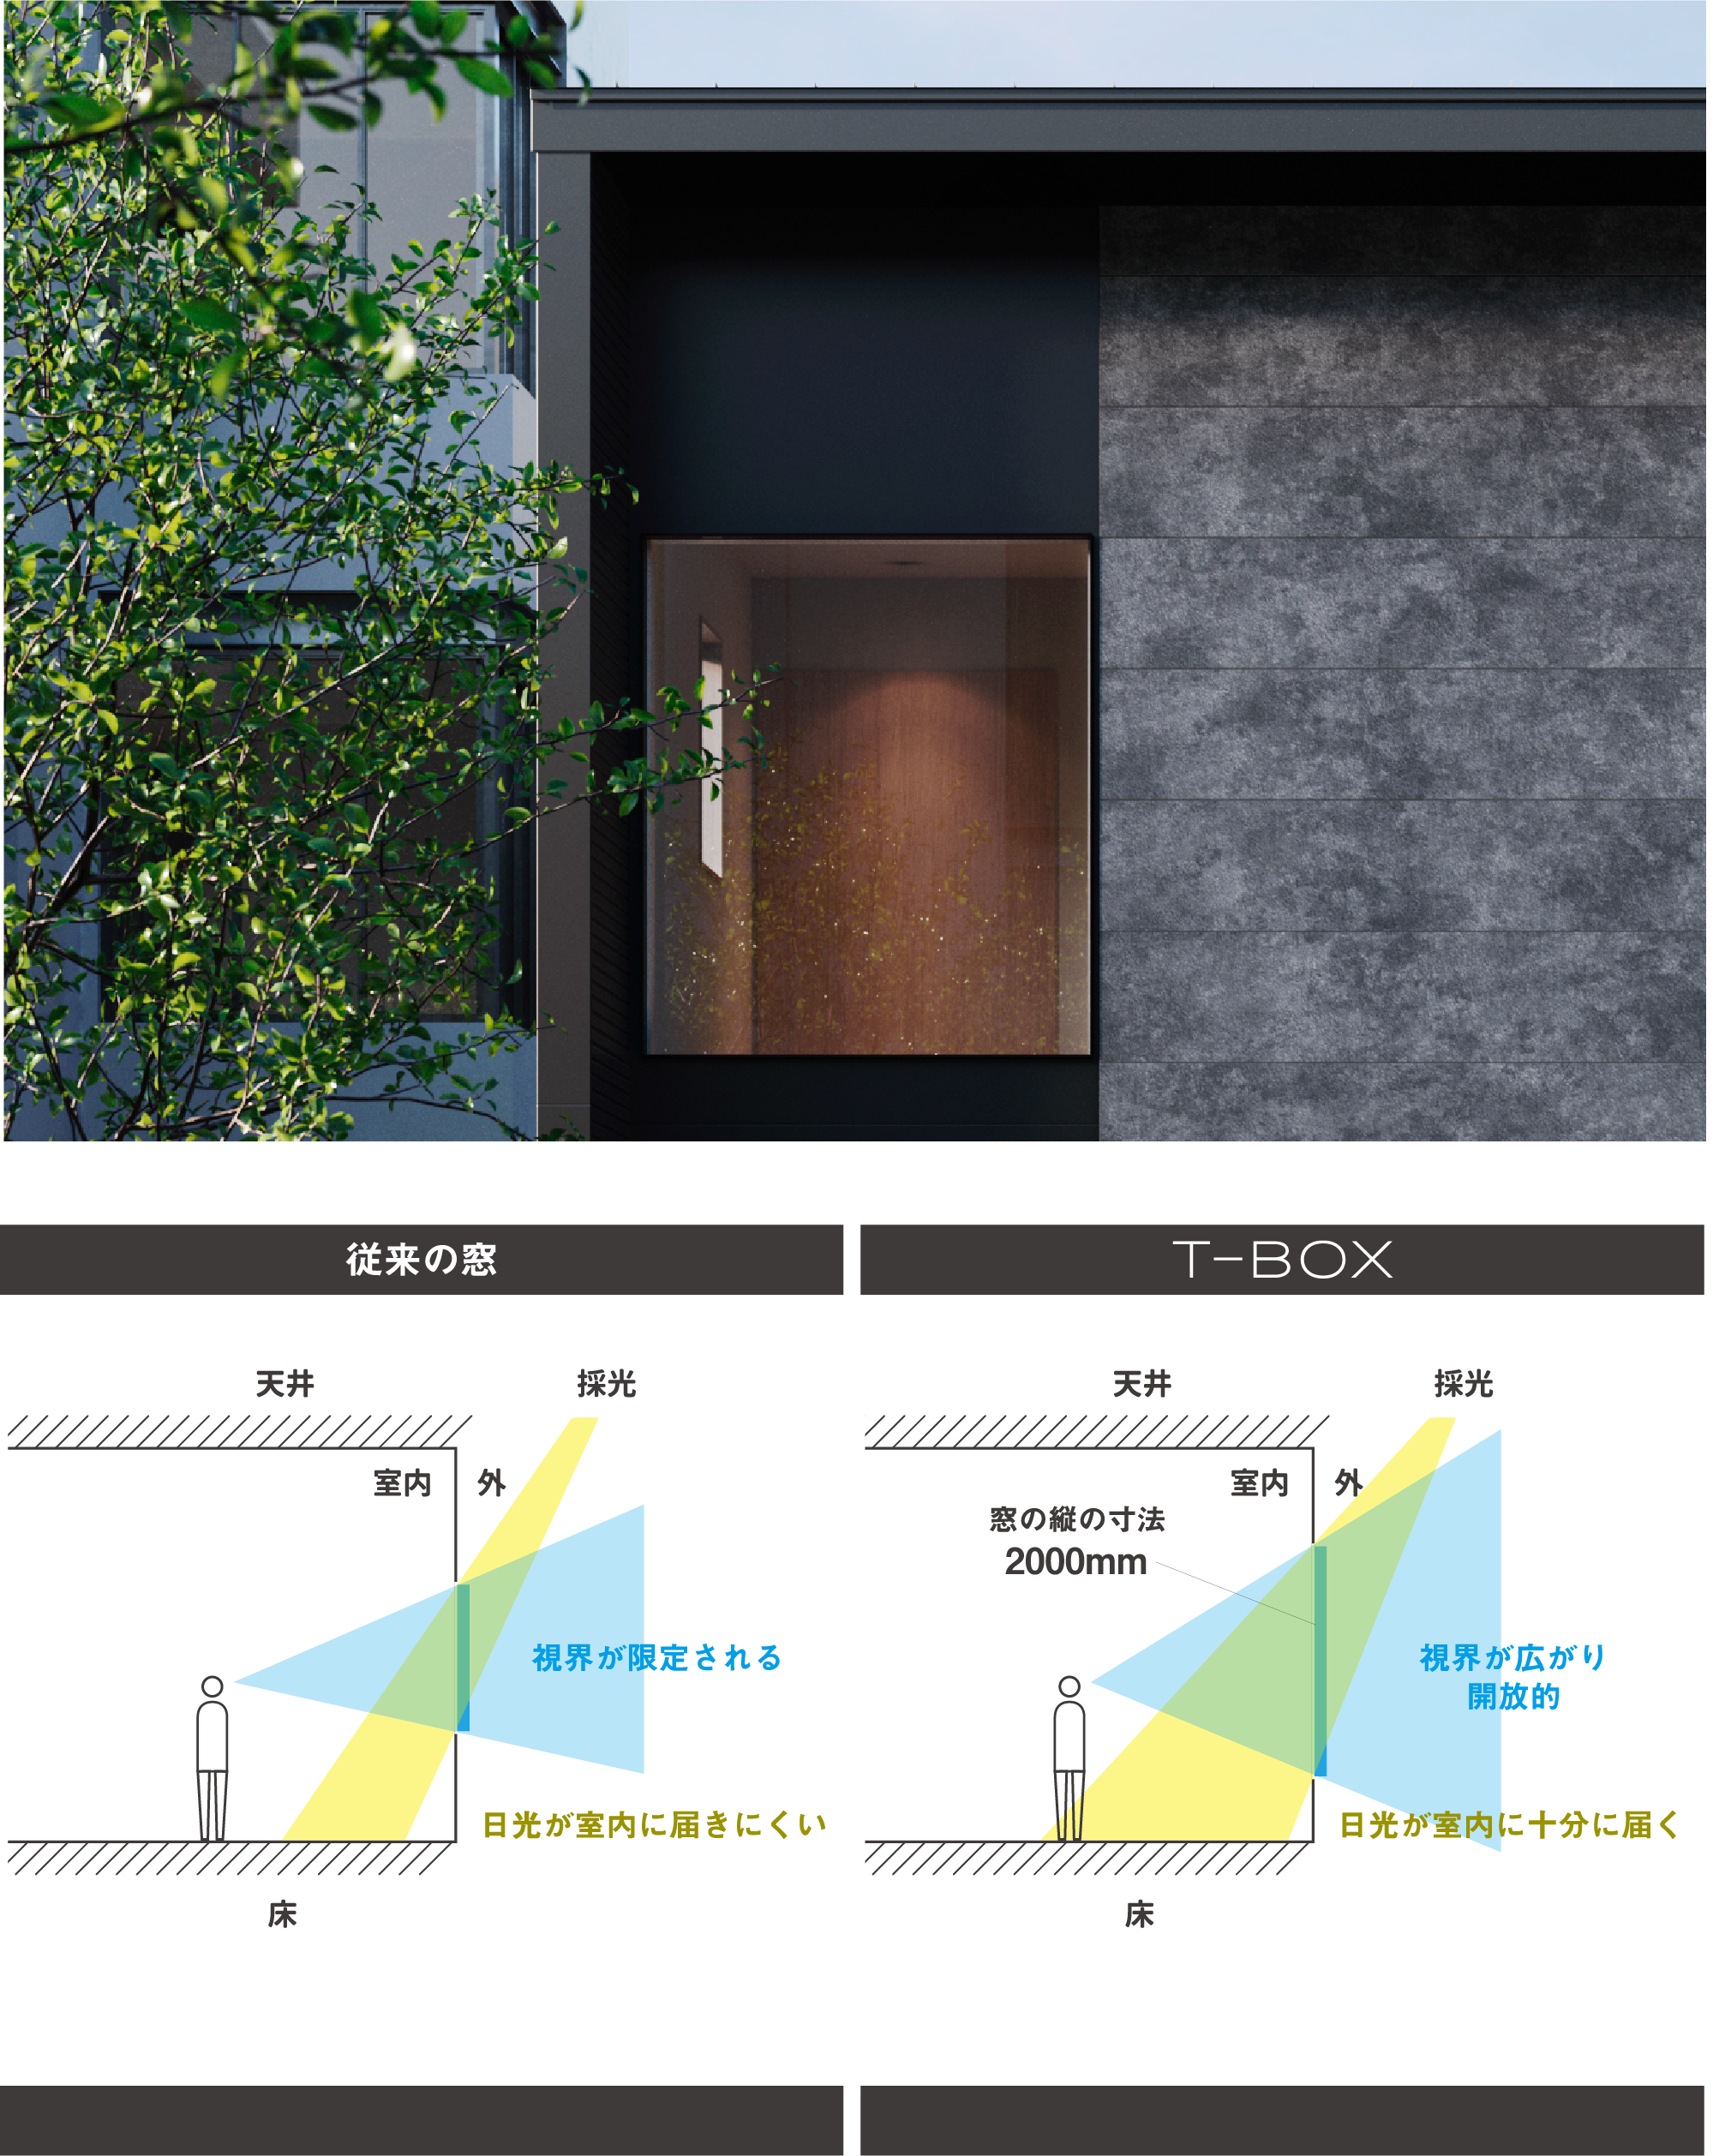 従来の窓
T-BOX
天井
採光
室内
外
視界が限定される
日光が室内に届きにくい
床
天井
採光
室内
外
窓の縦の寸法
2000mm
視界が広がり
開放的
日光が室内に十分に届く
床